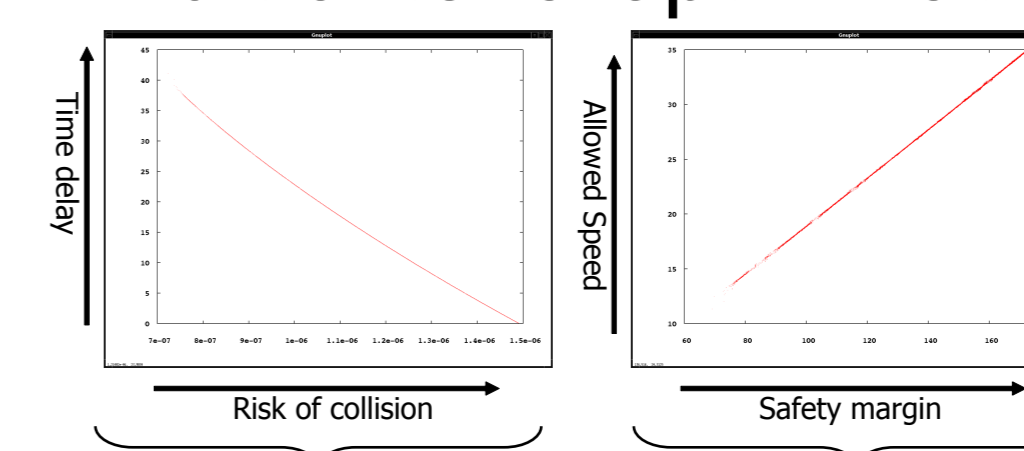 Gnuplot
45
40
35
30
25
20
15
10
5
0
7e-07 8e-07 9e-07 1e-06 1.1e-06 1.2e-06 1.3e-06 1.4e-06 1.5e-06
Time delay
Risk of collision
Gnuplot
35
30
25
20
15
10
60 80 100 120 140 160
Allowed Speed
Safety margin